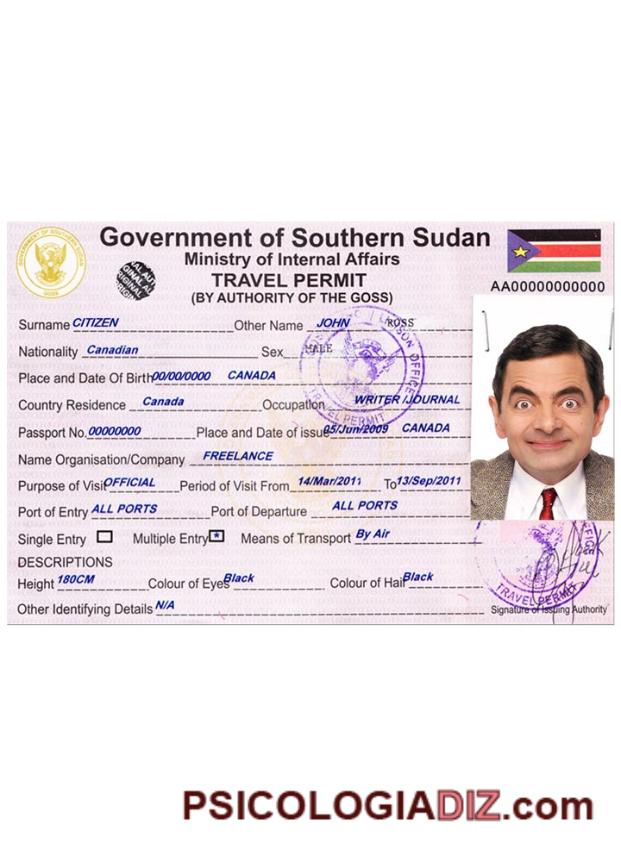 Government of Southern Sudan
Ministry of Internal Affairs
TRAVEL PERMIT
(BY AUTHORITY OF THE GOSS)
AA00000000000
Surname CITIZEN Other Name JOHN ROSS
Nationality Canadian Sex MALE
Place and Date Of Birth 00/00/0000 CANADA
Country Residence Canada Occupation WRITER /JOURNAL
Passport No. 00000000 Place and Date of issue 05/Jun/2009 CANADA
Name Organisation/Company FREELANCE
Purpose of Visit OFFICIAL Period of Visit From 14/Mar/2011 To 13/Sep/2011
Port of Entry ALL PORTS Port of Departure ALL PORTS
Single Entry Multiple Entry * Means of Transport By Air
DESCRIPTIONS
Height 180CM Colour of Eyes Black Colour of Hair Black
Other Identifying Details N/A
TRAVEL PERMIT
TRAVEL PERMIT
Signature of Issuing Authority
PSICOLOGIADIZ.com